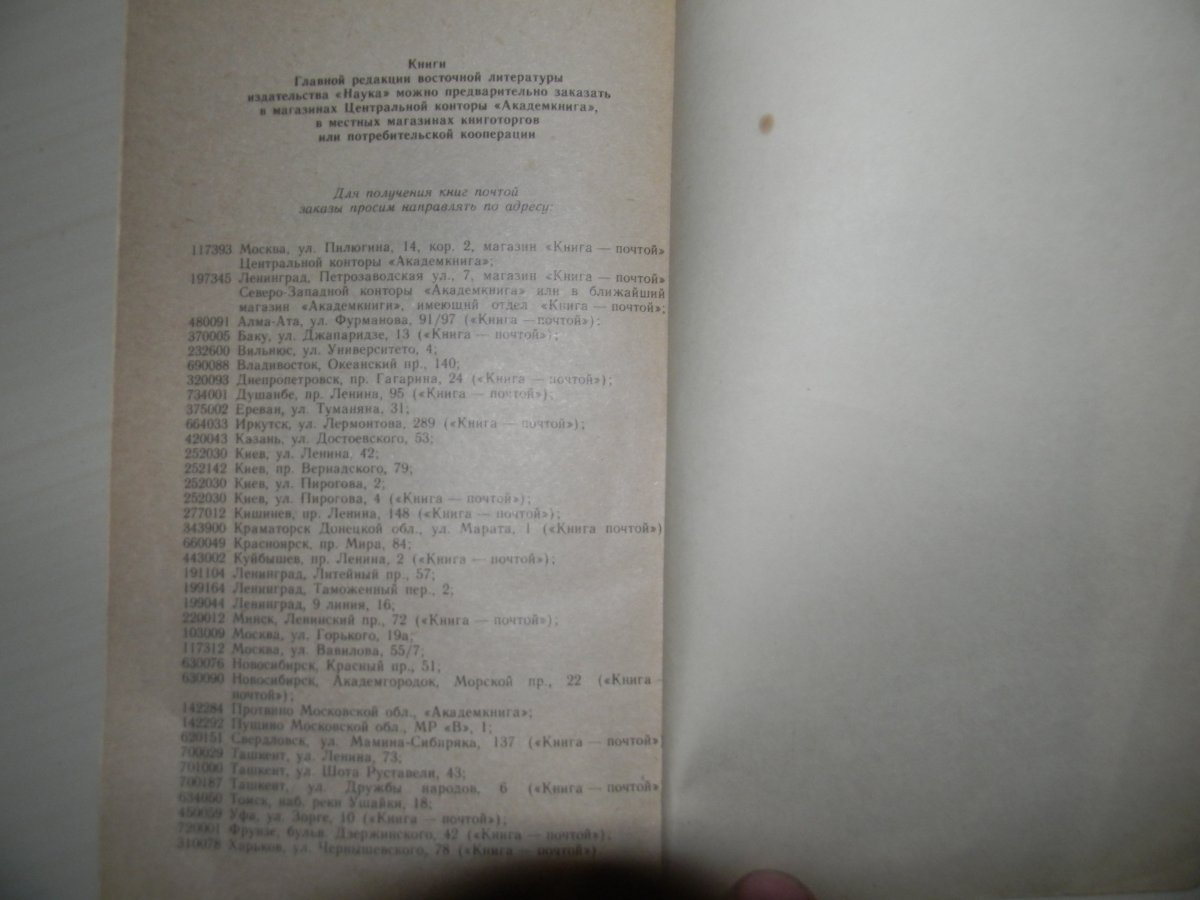 Книги
Главной редакции восточной литературы
издательства «Наука» можно предварительно заказать
в магазинах Центральной конторы «Академкнига»,
в местных магазинах книготоргов
или потребительской кооперации
Для получения книг почтой
заказы просим направлять по адресу:
117393 Москва, ул. Пилюгина, 14, кор. 2, магазин «Книга — почтой»
Центральной конторы «Академкнига»;
197345 Ленинград, Петрозаводская ул., 7, магазин «Книга — почтой»
Северо-Западной конторы «Академкнига» или в ближайший
магазин «Академкниги», имеющий отдел «Книга — почтой»;
480091 Алма-Ата, ул. Фурманова, 91/97 («Книга — почтой»);
370005 Баку, ул. Джапаридзе, 13 («Книга — почтой»);
232600 Вильнюс, ул. Университето, 4;
690088 Владивосток, Океанский пр., 140;
320093 Днепропетровск, пр. Гагарина, 24 («Книга — почтой»);
734001 Душанбе, пр. Ленина, 95 («Книга — почтой»);
375002 Ереван, ул. Туманяна, 31;
664033 Иркутск, ул. Лермонтова, 289 («Книга — почтой»);
420043 Казань, ул. Достоевского, 53;
252030 Киев, ул. Ленина, 42;
252142 Киев, пр. Вернадского, 79;
252030 Киев, ул. Пирогова, 2;
252030 Киев, ул. Пирогова, 4 («Книга — почтой»);
277012 Кишинев, пр. Ленина, 148 («Книга — почтой»);
343900 Краматорск Донецкой обл., ул. Марата, 1 («Книга почтой»)
660049 Красноярск, пр. Мира, 84;
443002 Куйбышев, пр. Ленина, 2 («Книга — почтой»);
191104 Ленинград, Литейный пр., 57;
199164 Ленинград, Таможенный пер., 2;
199044 Ленинград, 9 линия, 16;
220012 Минск, Ленинский пр., 72 («Книга — почтой»);
103009 Москва, ул. Горького, 19а;
117312 Москва, ул. Вавилова, 55/7;
630076 Новосибирск, Красный пр., 51;
630090 Новосибирск, Академгородок, Морской пр., 22 («Книга —
почтой»);
142284 Протвино Московской обл., «Академкнига»;
142292 Пущино Московской обл., МР «В», 1;
620151 Свердловск, ул. Мамина-Сибиряка, 137 («Книга — почтой»)
700029 Ташкент, ул. Ленина, 73;
701000 Ташкент, ул. Шота Руставели, 43;
700187 Ташкент, ул. Дружбы народов, 6 («Книга — почтой»
634050 Томск, наб. реки Ушайки, 18;
450059 Уфа, ул. Зорге, 10 («Книга — почтой»);
720001 Фрунзе, бульв. Дзержинского, 42 («Книга — почтой»);
310078 Харьков, ул. Чернышевского, 78 («Книга — почтой»)